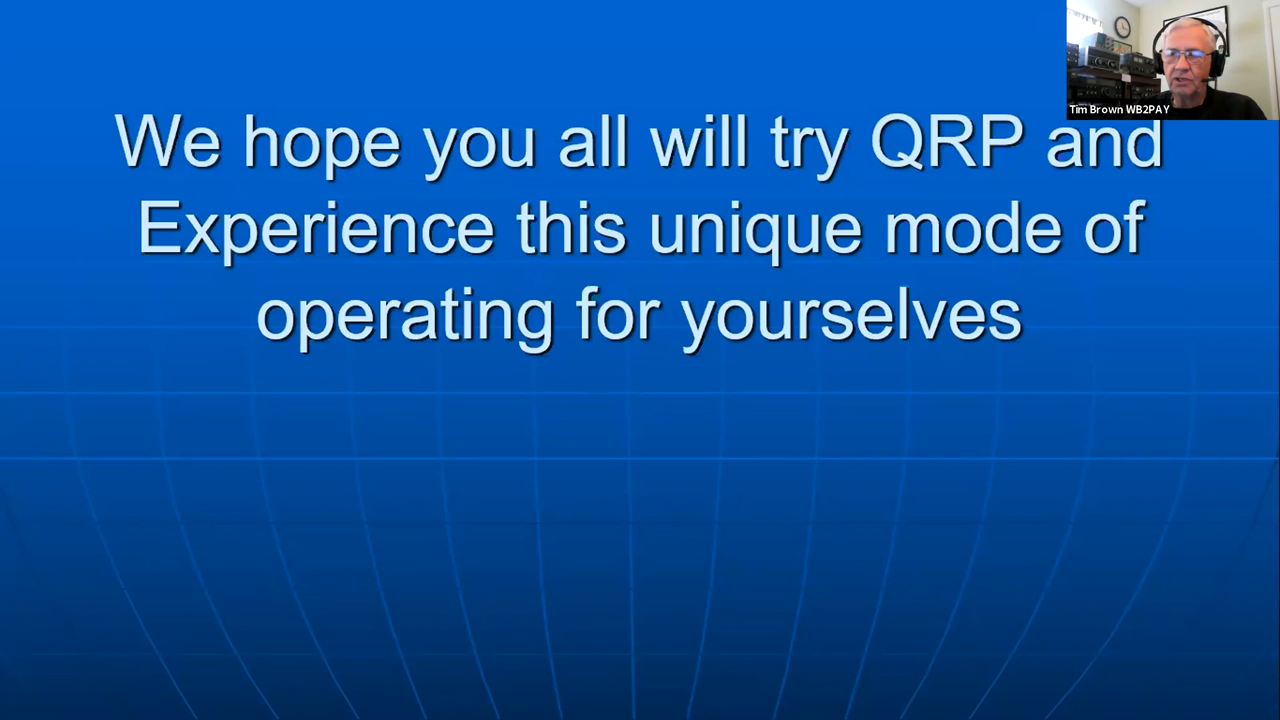 Tim Brown WB2PAY
We hope you all will try QRP and
Experience this unique mode of
operating for yourselves